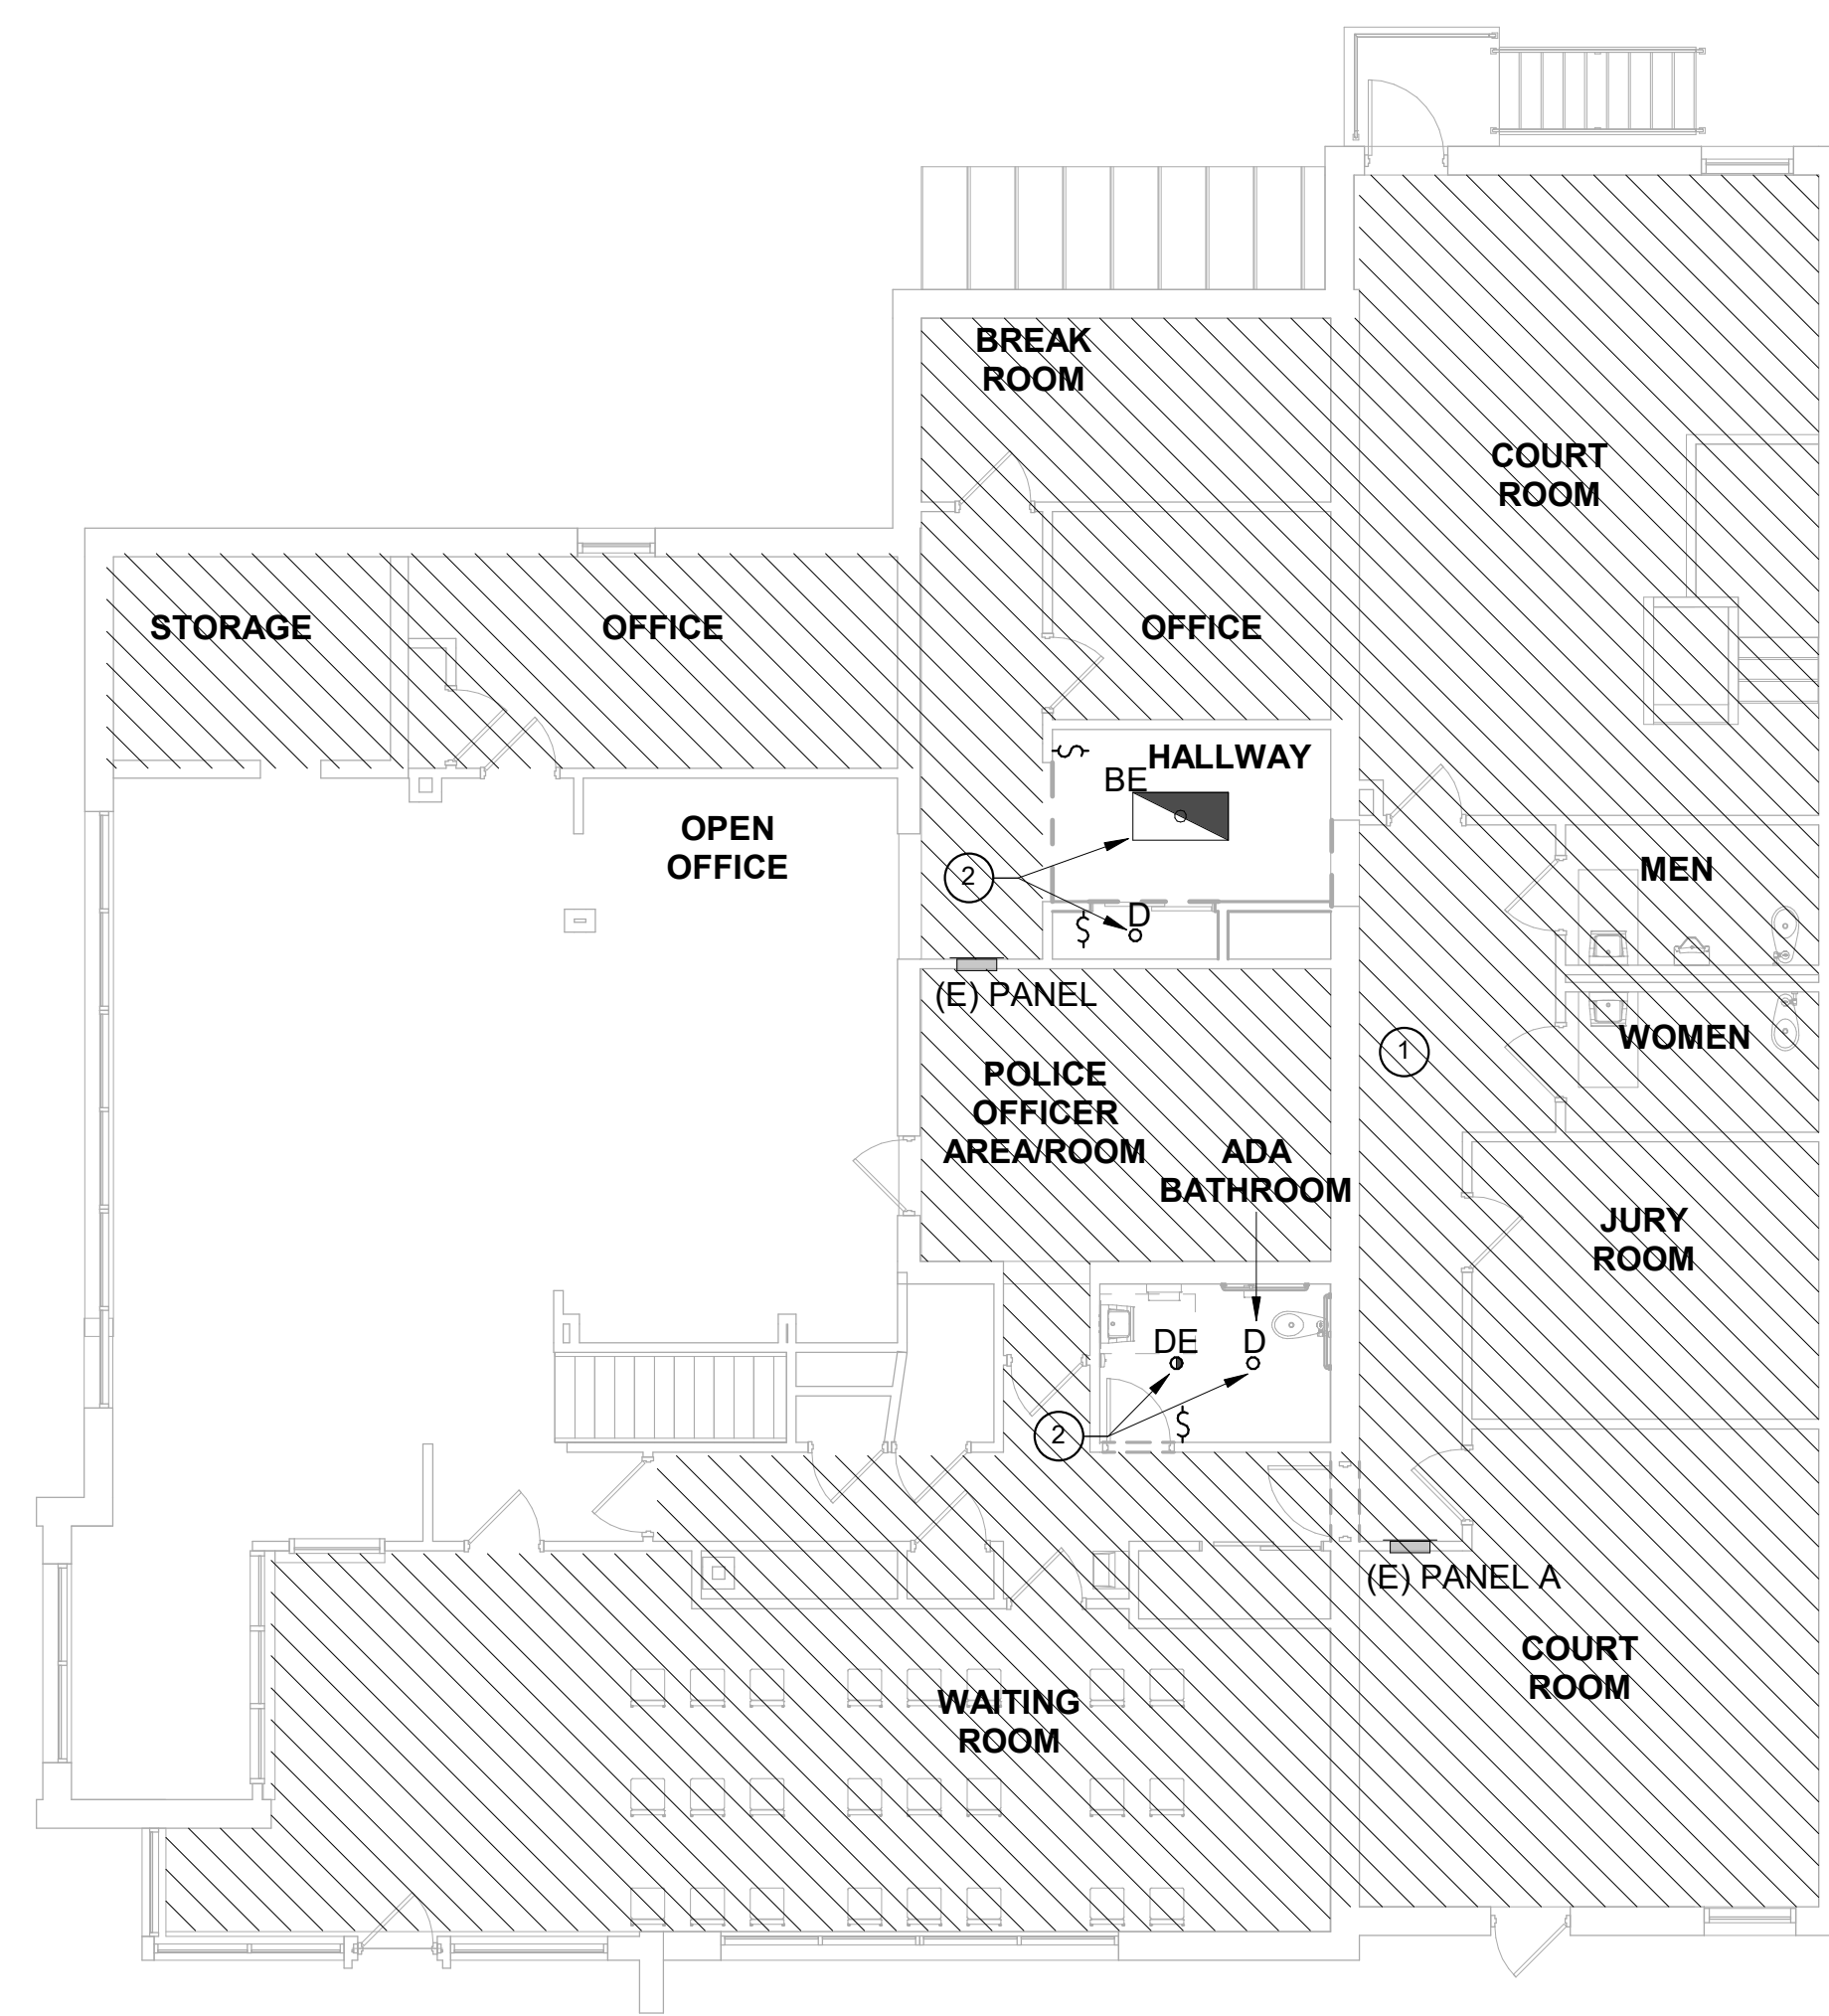 BREAK
ROOM
COURT
ROOM
STORAGE
OFFICE
OFFICE
HALLWAY
BE
OPEN
OFFICE
2
MEN
$
$
D
(E) PANEL
WOMEN
1
POLICE
OFFICER
AREA/ROOM
ADA
BATHROOM
JURY
ROOM
DE
D
2
$
(E) PANEL A
COURT
ROOM
WAITING
ROOM